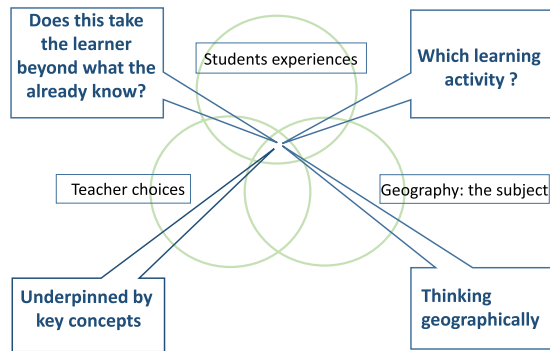 Does this take
the learner
beyond what the
already know?
Students experiences
Which learning
activity ?
Teacher choices
Geography: the subject
Underpinned by
key concepts
Thinking
geographically